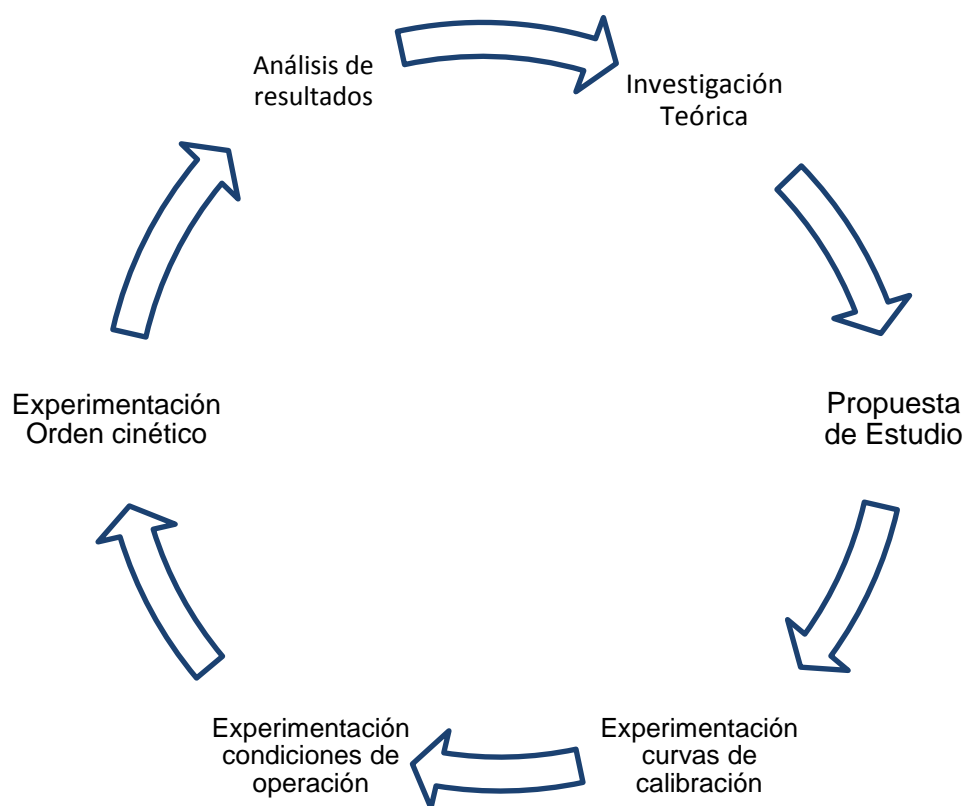 Análisis de
resultados
Investigación
Teórica
Propuesta
de Estudio
Experimentación
curvas de
calibración
Experimentación
condiciones de
operación
Experimentación
Orden cinético